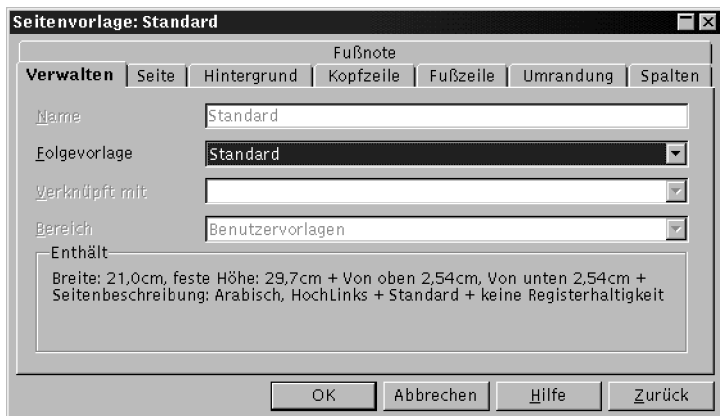 Seitenvorlage: Standard
Fußnote
Verwalten Seite Hintergrund Kopfzeile Fußzeile Umrandung Spalten
Name Standard
Folgevorlage Standard
Verknüpft mit
Bereich Benutzervorlagen
Enthält
Breite: 21,0cm, feste Höhe: 29,7cm + Von oben 2,54cm, Von unten 2,54cm +
Seitenbeschreibung: Arabisch, HochLinks + Standard + keine Registerhaltigkeit
OK Abbrechen Hilfe Zurück